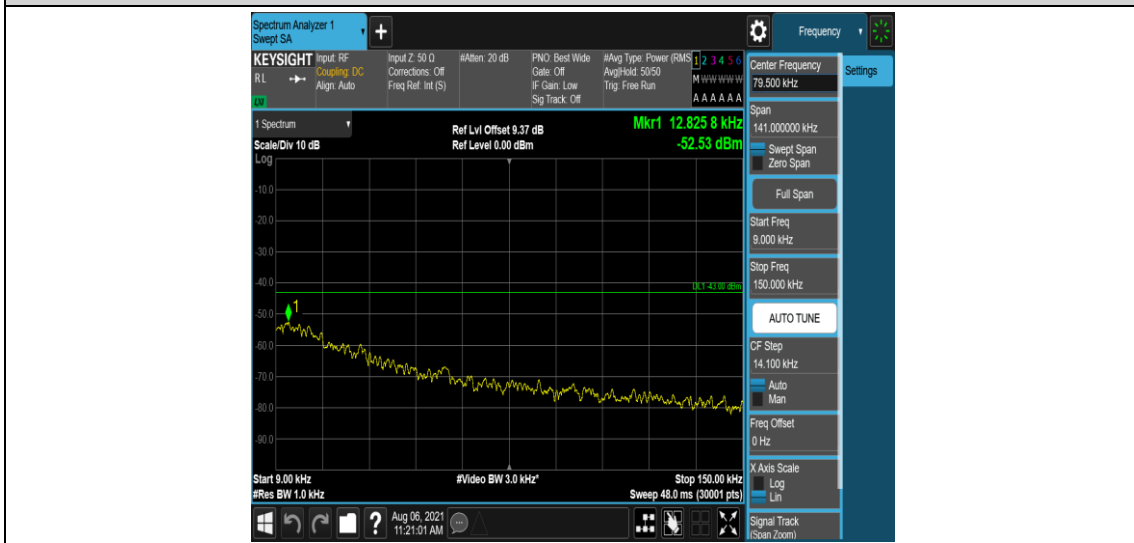 Spectrum Analyzer 1
Swept SA
+
Frequency
KEYSIGHT
RL
LXI
Input: RF
Coupling: DC
Align: Auto
Input Z: 50 Ω
Corrections: Off
Freq Ref: Int (S)
#Atten: 20 dB
PNO: Best Wide
Gate: Off
IF Gain: Low
Sig Track: Off
#Avg Type: Power (RMS
Avg|Hold: 50/50
Trig: Free Run
1 2 3 4 5 6
M W W W W W
A A A A A A
1 Spectrum
Scale/Div 10 dB
Ref Lvl Offset 9.37 dB
Ref Level 0.00 dBm
Mkr1 12.825 8 kHz
-52.53 dBm
Log
-10.0
-20.0
-30.0
-40.0
DL1 -43.00 dBm
-50.0
1
-60.0
-70.0
-80.0
-90.0
Start 9.00 kHz
#Res BW 1.0 kHz
#Video BW 3.0 kHz*
Stop 150.00 kHz
Sweep 48.0 ms (30001 pts)
?
Aug 06, 2021
11:21:01 AM
Center Frequency
79.500 kHz
Settings
Span
141.000000 kHz
Swept Span
Zero Span
Full Span
Start Freq
9.000 kHz
Stop Freq
150.000 kHz
AUTO TUNE
CF Step
14.100 kHz
Auto
Man
Freq Offset
0 Hz
X Axis Scale
Log
Lin
Signal Track
(Span Zoom)